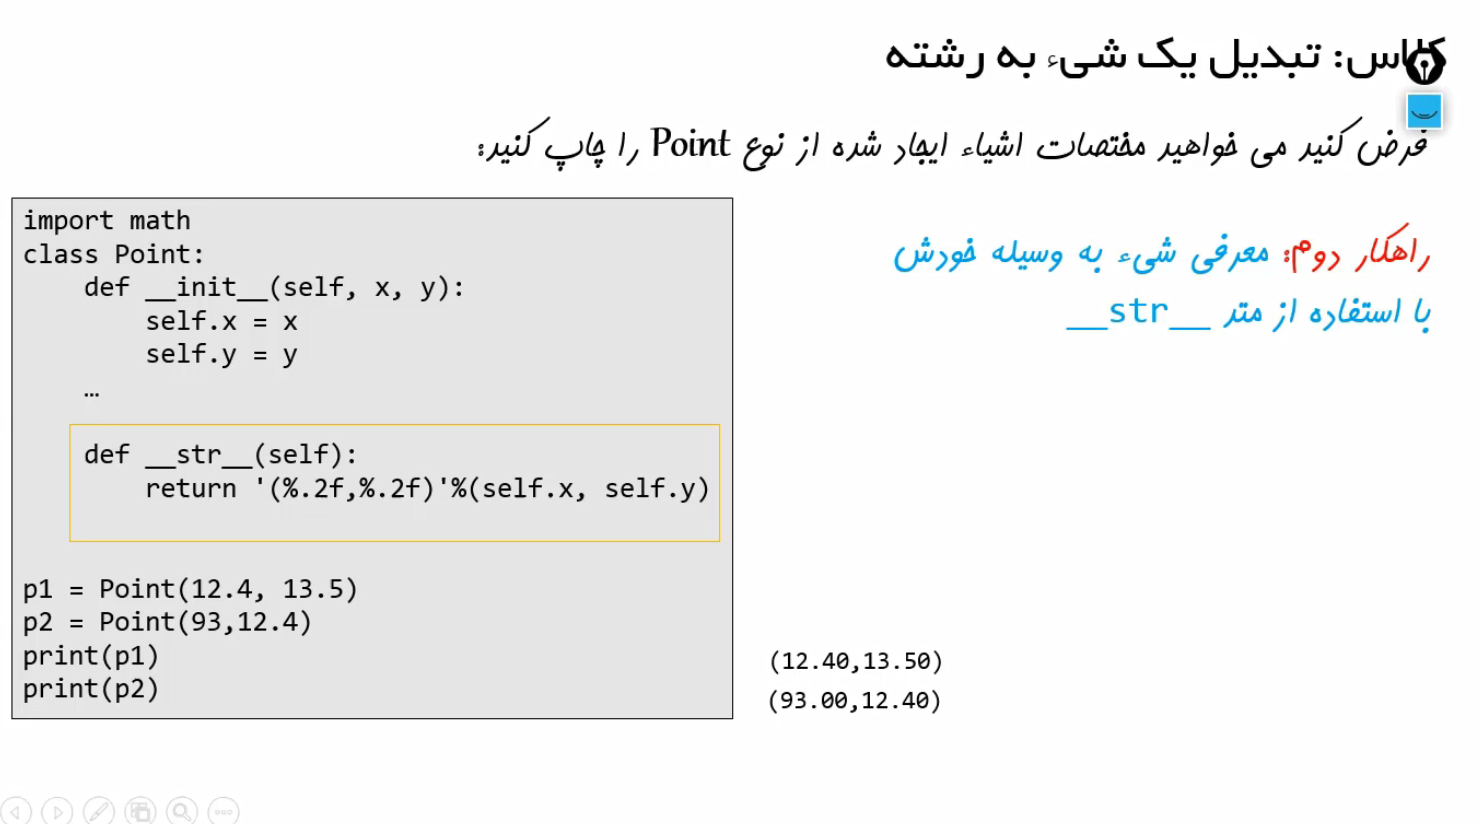 کلاس: تبدیل یک شیء به رشته
فرض کنید می خواهید مختصات اشیاء ایجاد شده از نوع Point را چاپ کنید:
راهکار دوم: معرفی شیء به وسیله خودش
با استفاده از متد __str__
import math
class Point:
    def __init__(self, x, y):
        self.x = x
        self.y = y
    …
    def __str__(self):
        return '(%.2f,%.2f)'%(self.x, self.y)
p1 = Point(12.4, 13.5)
p2 = Point(93,12.4)
print(p1)
print(p2)
(12.40,13.50)
(93.00,12.40)